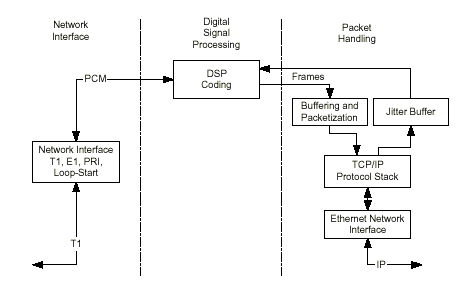 Network
Interface
Digital
Signal
Processing
Packet
Handling
PCM
DSP
Coding
Frames
Buffering and
Packetization
Jitter Buffer
Network Interface
T1, E1, PRI,
Loop-Start
TCP/IP
Protocol Stack
Ethernet Network
Interface
T1
IP